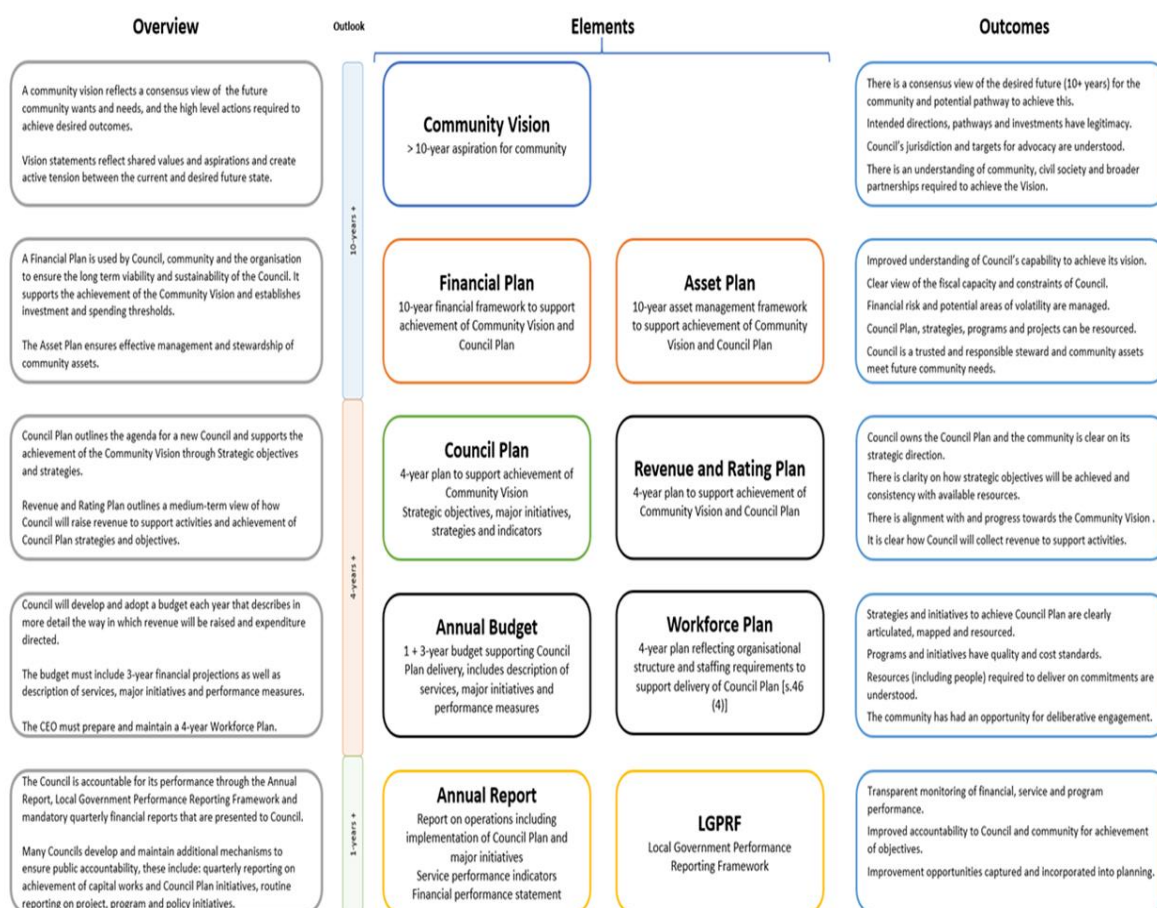 Overview
Outlook
Elements
Outcomes
A community vision reflects a consensus view of the future
community wants and needs, and the high level actions required to
achieve desired outcomes.
Vision statements reflect shared values and aspirations and create
active tension between the current and desired future state.
10-years +
Community Vision
> 10-year aspiration for community
There is a consensus view of the desired future (10+ years) for the
community and potential pathway to achieve this.
Intended directions, pathways and investments have legitimacy.
Council's jurisdiction and targets for advocacy are understood.
There is an understanding of community, civil society and broader
partnerships required to achieve the Vision.
A Financial Plan is used by Council, community and the organisation
to ensure the long term viability and sustainability of the Council. It
supports the achievement of the Community Vision and establishes
investment and spending thresholds.
The Asset Plan ensures effective management and stewardship of
community assets.
Financial Plan
10-year financial framework to support
achievement of Community Vision and
Council Plan
Asset Plan
10-year asset management framework
to support achievement of Community
Vision and Council Plan
Improved understanding of Council's capability to achieve its vision.
Clear view of the fiscal capacity and constraints of Council.
Financial risk and potential areas of volatility are managed.
Council Plan, strategies, programs and projects can be resourced.
Council is a trusted and responsible steward and community assets
meet future community needs.
Council Plan outlines the agenda for a new Council and supports the
achievement of the Community Vision through Strategic objectives
and strategies.
Revenue and Rating Plan outlines a medium-term view of how
Council will raise revenue to support activities and achievement of
Council Plan strategies and objectives.
4-years +
Council Plan
4-year plan to support achievement of
Community Vision
Strategic objectives, major initiatives,
strategies and indicators
Revenue and Rating Plan
4-year plan to support achievement of
Community Vision and Council Plan
Council owns the Council Plan and the community is clear on its
strategic direction.
There is clarity on how strategic objectives will be achieved and
consistency with available resources.
There is alignment with and progress towards the Community Vision .
It is clear how Council will collect revenue to support activities.
Council will develop and adopt a budget each year that describes in
more detail the way in which revenue will be raised and expenditure
directed.
The budget must include 3-year financial projections as well as
description of services, major initiatives and performance measures.
The CEO must prepare and maintain a 4-year Workforce Plan.
Annual Budget
1 + 3-year budget supporting Council
Plan delivery, includes description of
services, major initiatives and
performance measures
Workforce Plan
4-year plan reflecting organisational
structure and staffing requirements to
support delivery of Council Plan [s.46
(4)]
Strategies and initiatives to achieve Council Plan are clearly
articulated, mapped and resourced.
Programs and initiatives have quality and cost standards.
Resources (including people) required to deliver on commitments are
understood.
The community has had an opportunity for deliberative engagement.
The Council is accountable for its performance through the Annual
Report, Local Government Performance Reporting Framework and
mandatory quarterly financial reports that are presented to Council.
Many Councils develop and maintain additional mechanisms to
ensure public accountability, these include: quarterly reporting on
achievement of capital works and Council Plan initiatives, routine
reporting on project, program and policy initiatives.
1-years +
Annual Report
Report on operations including
implementation of Council Plan and
major initiatives
Service performance indicators
Financial performance statement
LGPRF
Local Government Performance
Reporting Framework
Transparent monitoring of financial, service and program
performance.
Improved accountability to Council and community for achievement
of objectives.
Improvement opportunities captured and incorporated into planning.